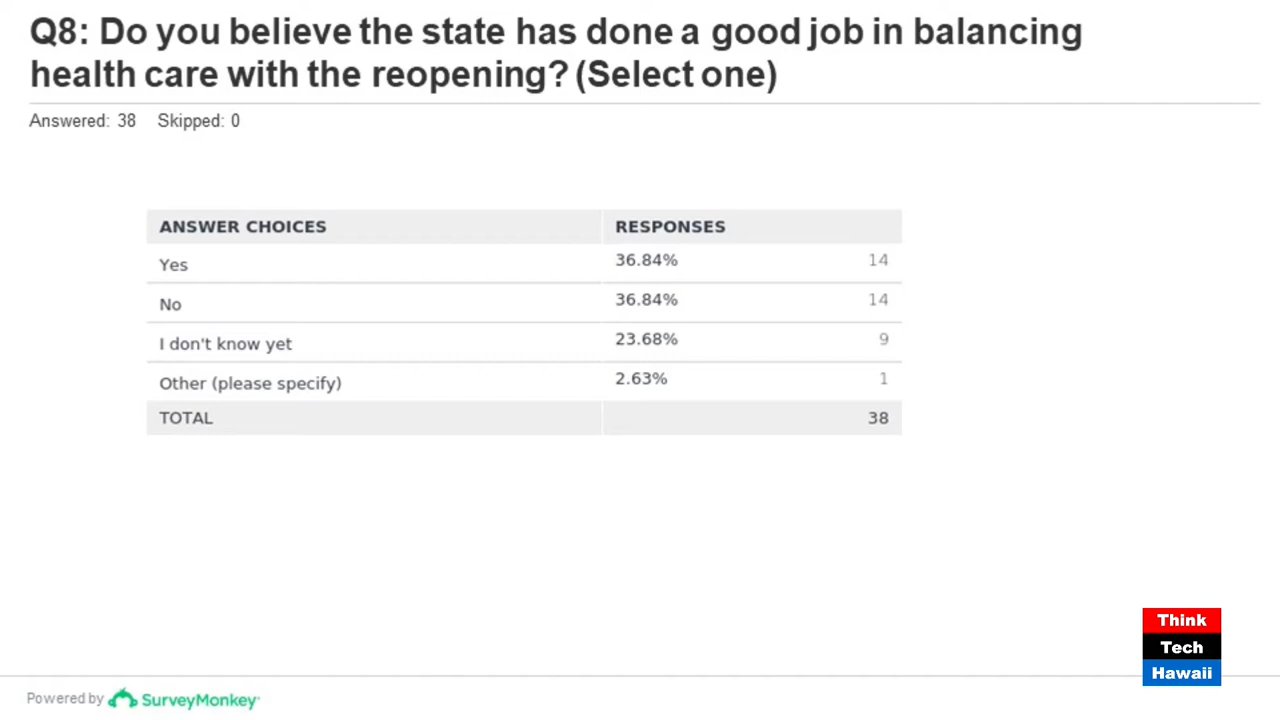 Q8: Do you believe the state has done a good job in balancing
health care with the reopening? (Select one)
Answered: 38 Skipped: 0
ANSWER CHOICES RESPONSES
Yes 36.84% 14
No 36.84% 14
I don't know yet 23.68% 9
Other (please specify) 2.63% 1
TOTAL 38
Think
Tech
Hawaii
Powered by SurveyMonkey